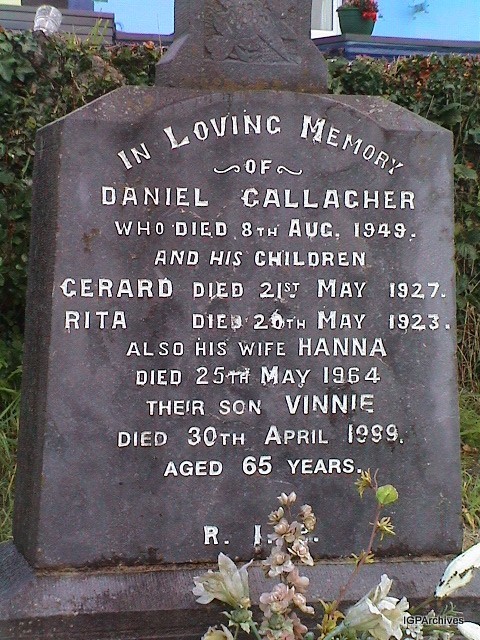 IN LOVING MEMORY
OF
DANIEL GALLAGHER
WHO DIED 8TH AUG. 1949.
AND HIS CHILDREN
GERARD DIED 21ST MAY 1927.
RITA DIED 20TH MAY 1923.
ALSO HIS WIFE HANNA
DIED 25TH MAY 1964
THEIR SON VINNIE
DIED 30TH APRIL 1999.
AGED 65 YEARS.
R. I.
IGPArchives